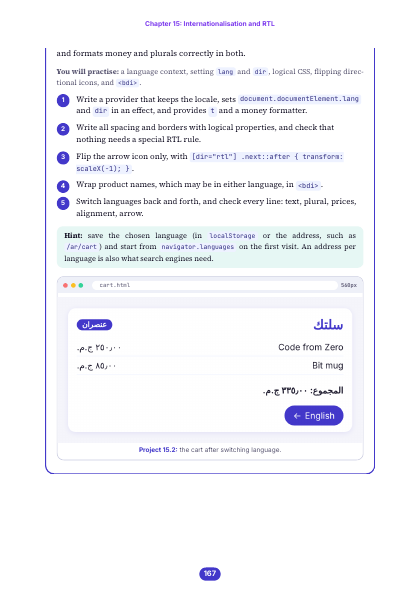 Chapter 15: Internationalisation and RTL
and formats money and plurals correctly in both.
You will practise: a language context, setting lang and dir, logical CSS, flipping direc-
tional icons, and <bdi>.
1 Write a provider that keeps the locale, sets document.documentElement.lang
and dir in an effect, and provides t and a money formatter.
2 Write all spacing and borders with logical properties, and check that
nothing needs a special RTL rule.
3 Flip the arrow icon only, with [dir="rtl"] .next::after { transform:
scaleX(-1); }.
4 Wrap product names, which may be in either language, in <bdi>.
5 Switch languages back and forth, and check every line: text, plural, prices,
alignment, arrow.
Hint: save the chosen language (in localStorage or the address, such as
/ar/cart) and start from navigator.languages on the first visit. An address per
language is also what search engines need.
cart.html 560px
سلتك
عنصران
Code from Zero
٢٥٠٫٠٠ ج.م.
Bit mug
٨٥٫٠٠ ج.م.
المجموع: ٣٣٥٫٠٠ ج.م.
← English
Project 15.2: the cart after switching language.
167